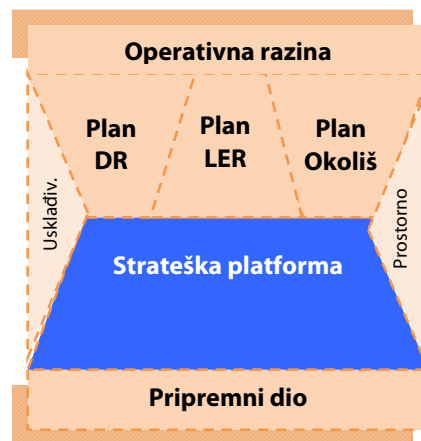 Operativna razina
Plan
DR
Plan
LER
Plan
Okoliš
Usklađiv.
Prostorno
Strateška platforma
Pripremni dio